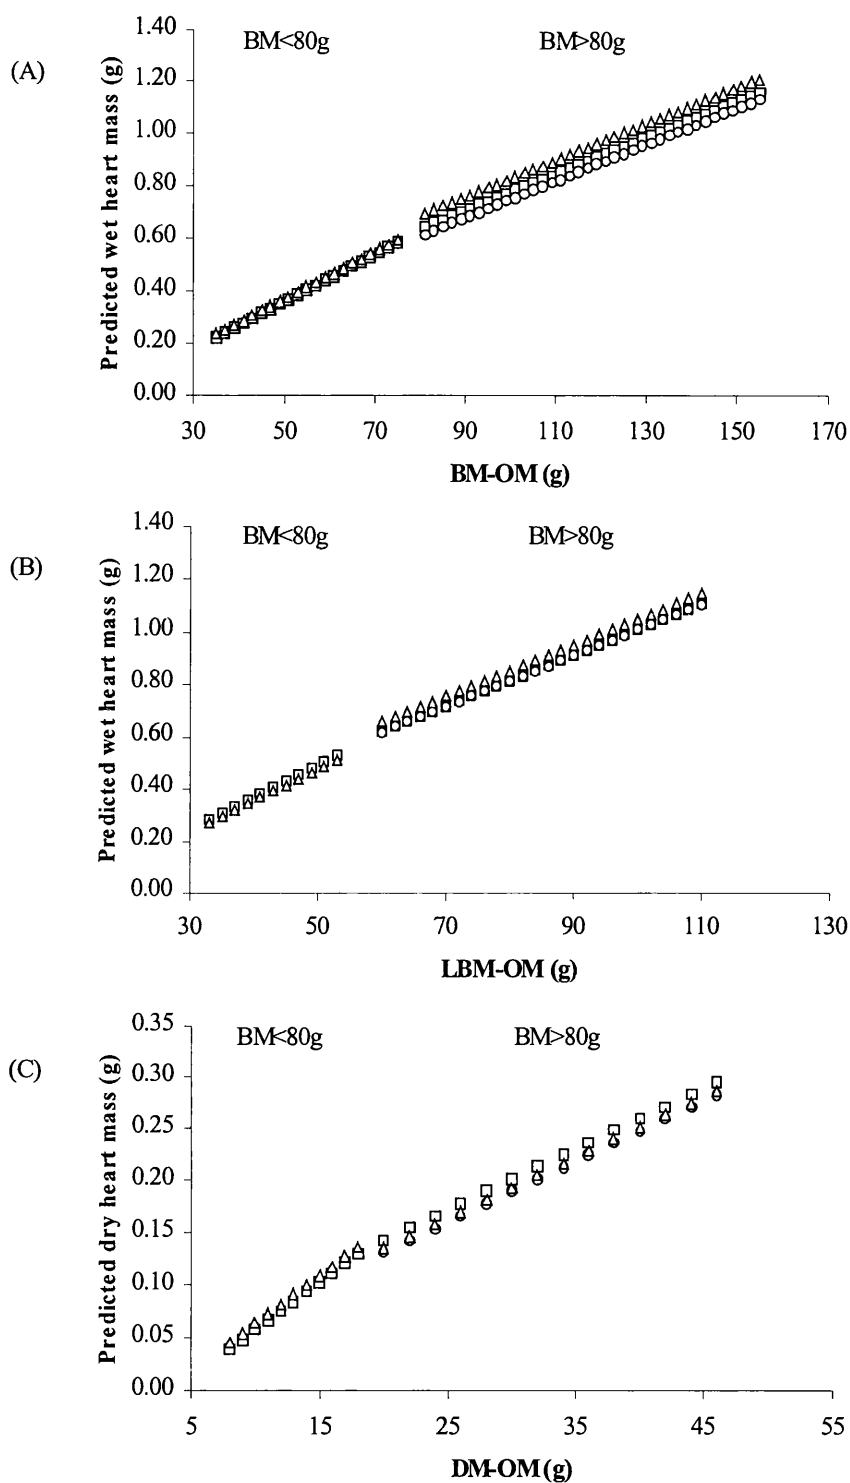 (A)
BM<80g BM>80g
Predicted wet heart mass (g)
1.40
1.20
1.00
0.80
0.60
0.40
0.20
0.00
30 50 70 90 110 130 150 170
BM-OM (g)
(B)
BM<80g BM>80g
Predicted wet heart mass (g)
1.40
1.20
1.00
0.80
0.60
0.40
0.20
0.00
30 50 70 90 110 130
LBM-OM (g)
(C)
BM<80g BM>80g
Predicted dry heart mass (g)
0.35
0.30
0.25
0.20
0.15
0.10
0.05
0.00
5 15 25 35 45 55
DM-OM (g)